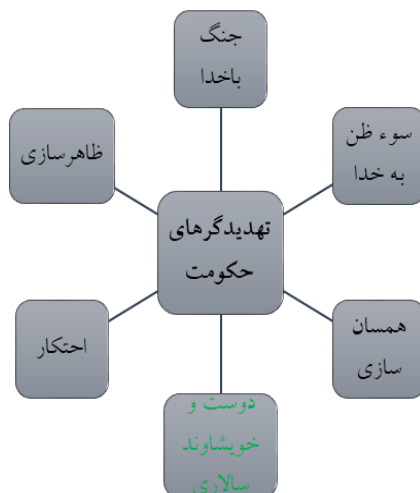 جنگ
باخدا
سوء ظن
به خدا
ظاهرسازی
تهدیدگرهای
حکومت
همسان
سازی
احتکار
دوست و
خویشاوند
سالاری